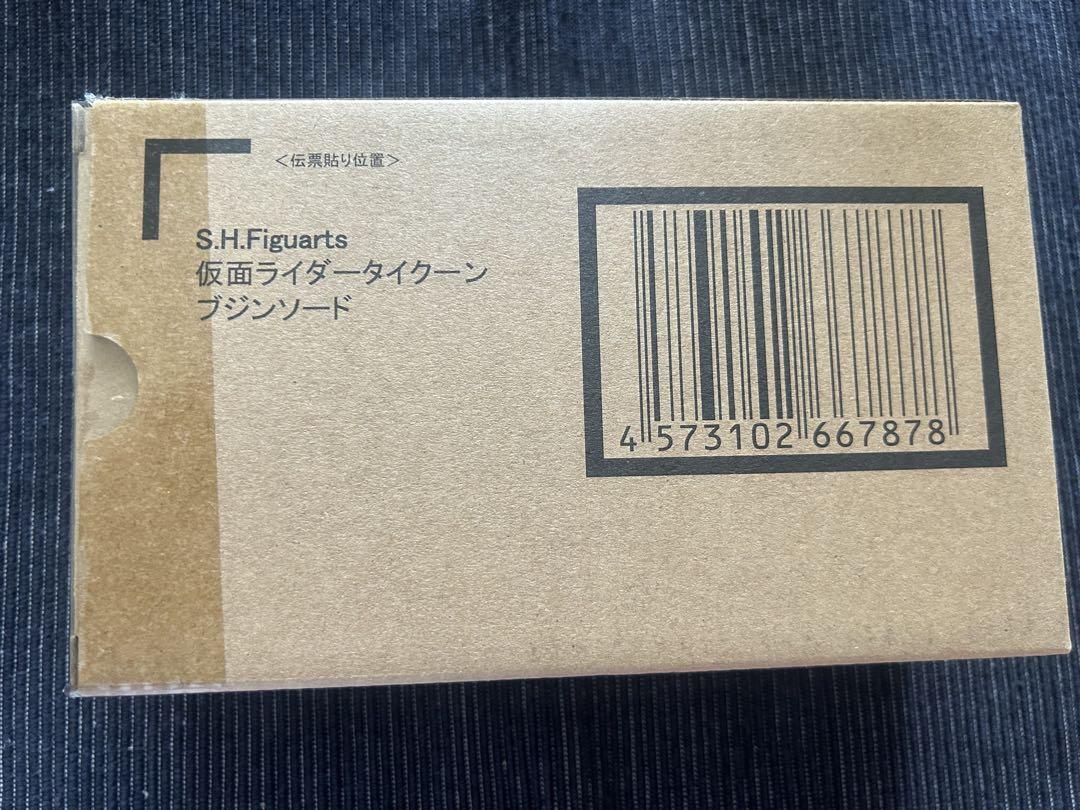 ＜伝票貼り位置＞
S.H.Figuarts
仮面ライダータイクーン
ブジンソード
4 573102 667878